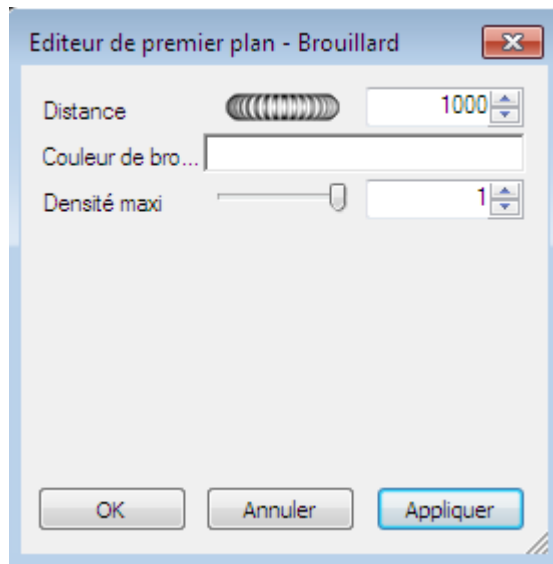 Editeur de premier plan - Brouillard
Distance 1000
Couleur de bro...
Densité maxi 1
OK Annuler Appliquer